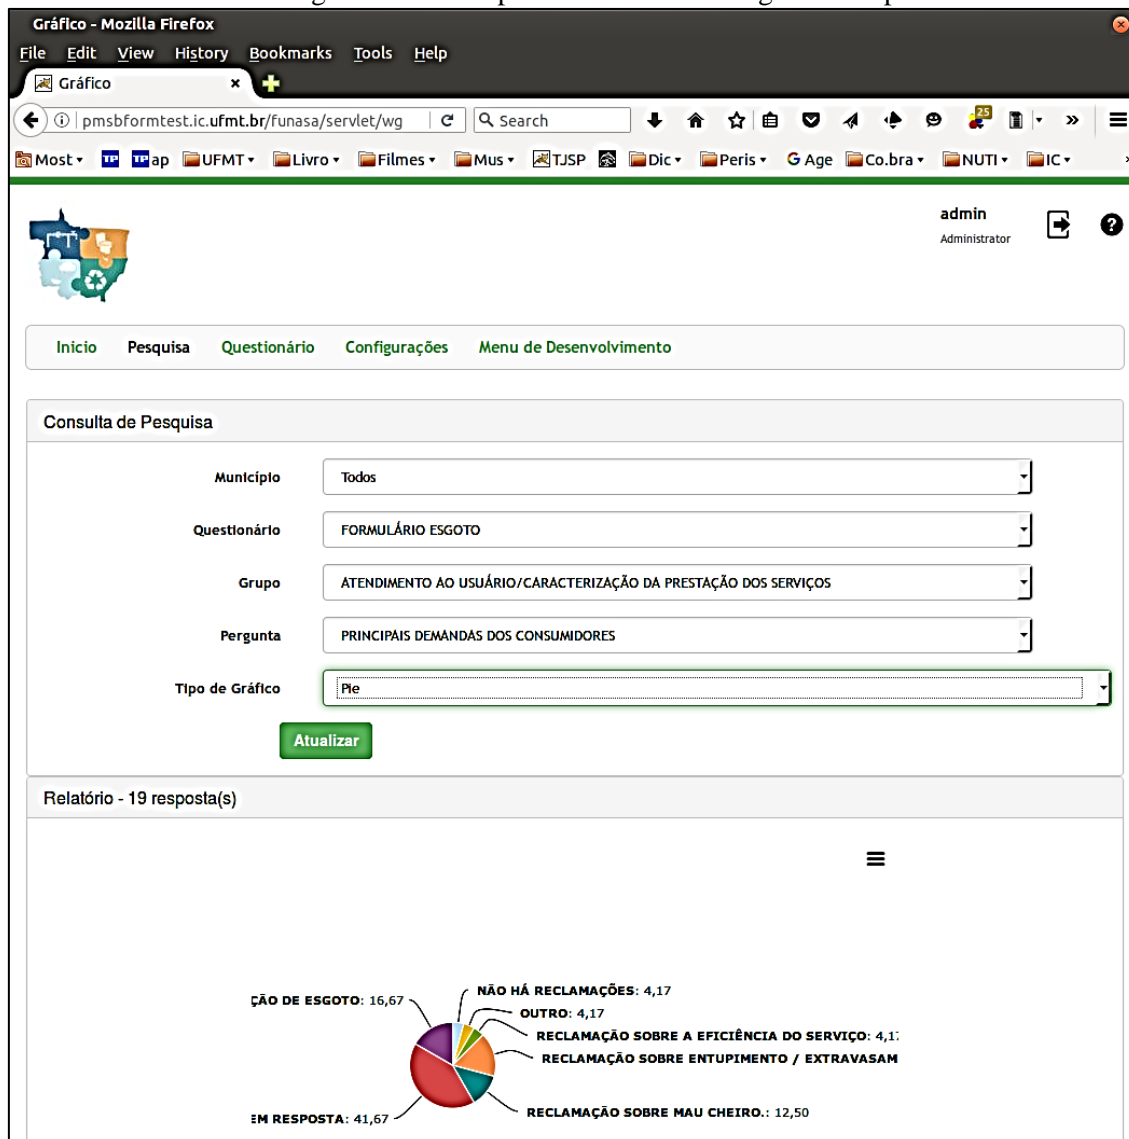 Gráfico - Mozilla Firefox
File Edit View History Bookmarks Tools Help
Gráfico
pmsbformtest.ic.ufmt.br/funasa/servlet/wg
Search
25
Most TP TP ap UFMT Livro Filmes Mus TJSP Dic Peris G Age Co.bra NUTI IC
admin
Administrator
Inicio Pesquisa Questionário Configurações Menu de Desenvolvimento
Consulta de Pesquisa
Município Todos
Questionário FORMULÁRIO ESGOTO
Grupo ATENDIMENTO AO USUÁRIO/CARACTERIZAÇÃO DA PRESTAÇÃO DOS SERVIÇOS
Pergunta PRINCIPAIS DEMANDAS DOS CONSUMIDORES
Tipo de Gráfico Pie
Atualizar
Relatório - 19 resposta(s)
NÃO HÁ RECLAMAÇÕES: 4,17
ÇÃO DE ESGOTO: 16,67
OUTRO: 4,17
RECLAMAÇÃO SOBRE A EFICIÊNCIA DO SERVIÇO: 4,1
RECLAMAÇÃO SOBRE ENTUPIMENTO / EXTRAVASAM
RECLAMAÇÃO SOBRE MAU CHEIRO.: 12,50
EM RESPOSTA: 41,67